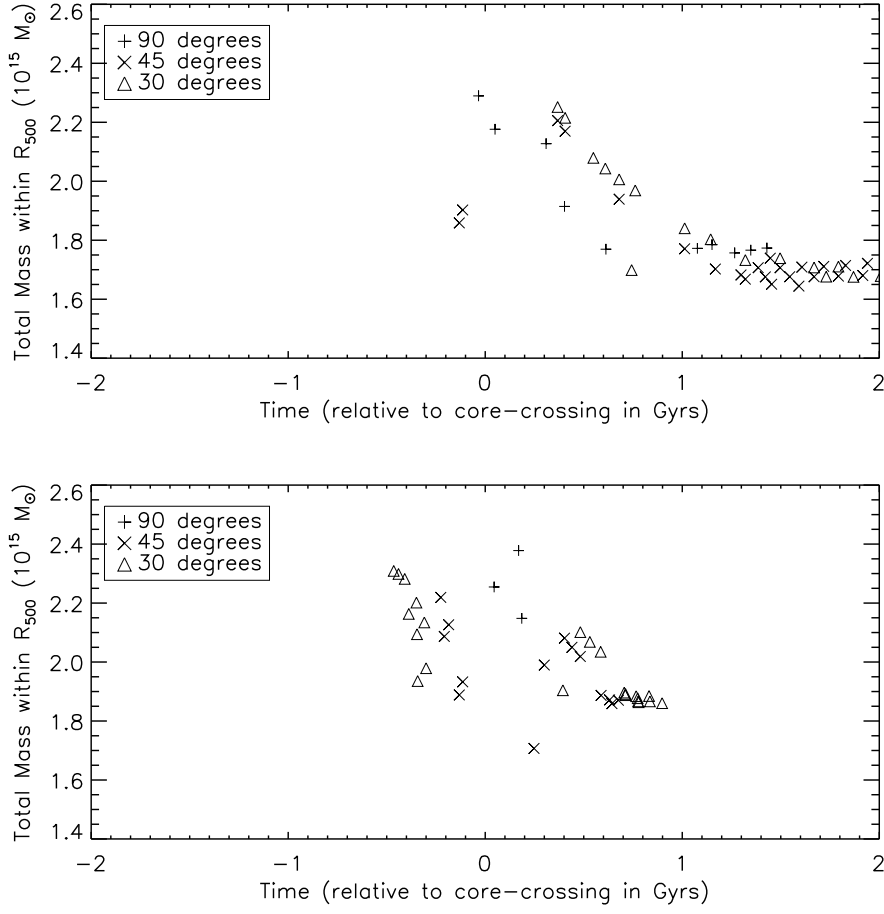 2.6
2.4
2.2
2.0
1.8
1.6
1.4
Total Mass within R500 (10^15 M⊙)
+ 90 degrees
× 45 degrees
△ 30 degrees
−2 −1 0 1 2
Time (relative to core−crossing in Gyrs)
2.6
2.4
2.2
2.0
1.8
1.6
1.4
Total Mass within R500 (10^15 M⊙)
+ 90 degrees
× 45 degrees
△ 30 degrees
−2 −1 0 1 2
Time (relative to core−crossing in Gyrs)